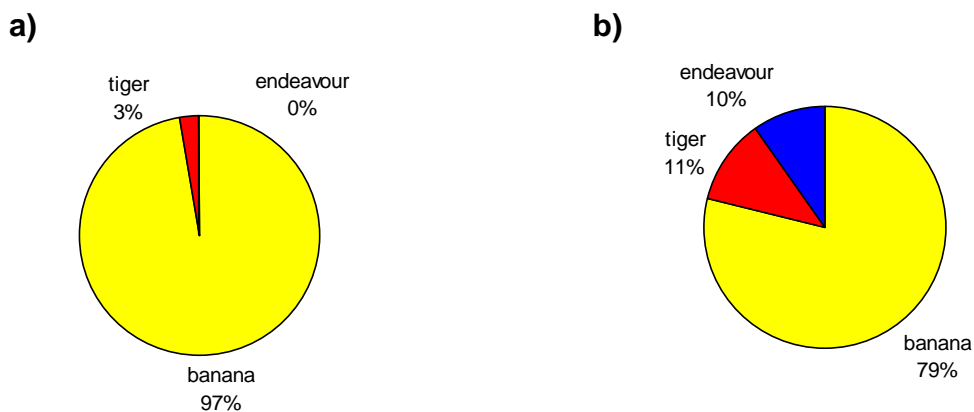 a)
tiger
3%
endeavour
0%
banana
97%
b)
endeavour
10%
tiger
11%
banana
79%